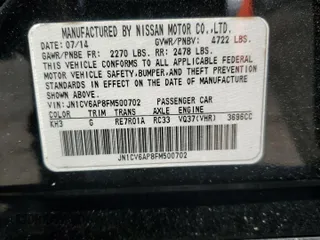 MANUFACTURED BY NISSAN MOTOR CO.,LTD.
DATE: 07/14 GVWR/PNBV: 4722 LBS.
GAWR/PNBE FR: 2270 LBS. RR: 2478 LBS.
THIS VEHICLE CONFORMS TO ALL APPLICABLE FEDERAL
MOTOR VEHICLE SAFETY, BUMPER, AND THEFT PREVENTION
STANDARDS IN EFFECT ON THE DATE OF MANUFACTURE
SHOWN ABOVE.
VIN:JN1CV6AP8FM500702 PASSENGER CAR
COLOR TRIM TRANS AXLE ENGINE
KH3 G RE7R01A RC33 VQ37(VHR) 3696CC
JN1CV6AP8FM500702